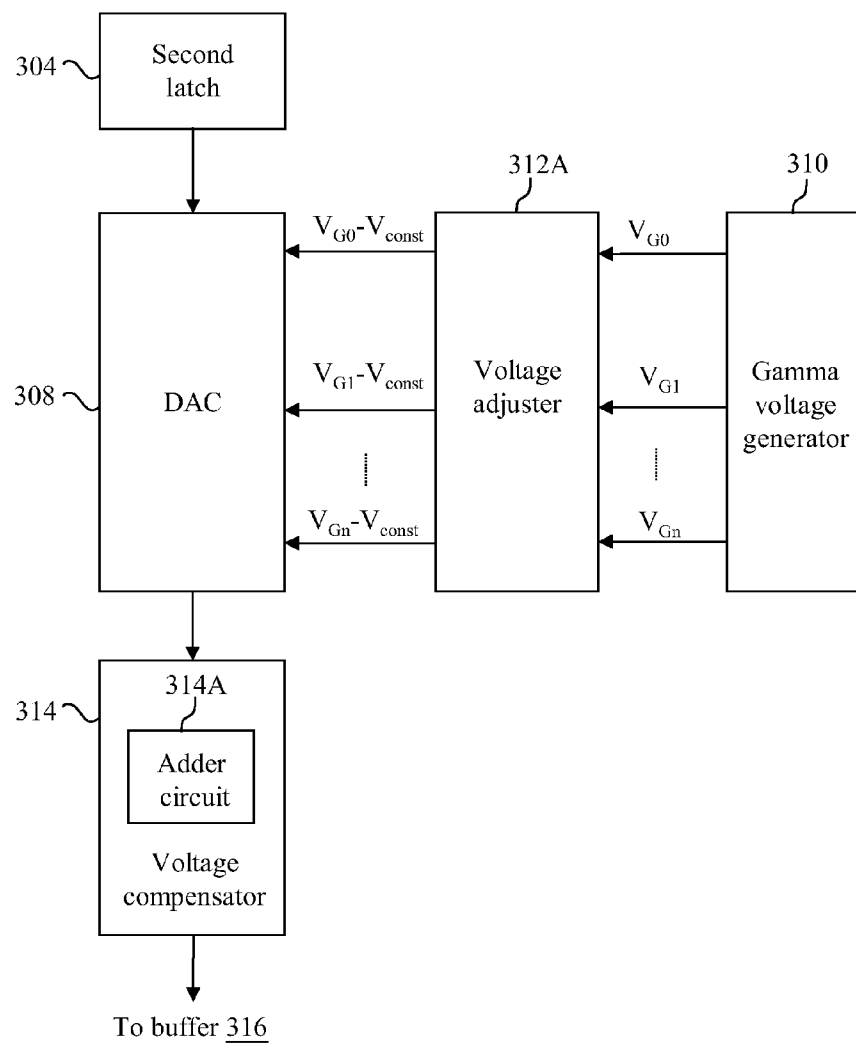 304
Second
latch
312A
310
V_G0-V_const
V_G0
308
DAC
V_G1-V_const
Voltage
adjuster
V_G1
Gamma
voltage
generator
V_Gn-V_const
V_Gn
314
314A
Adder
circuit
Voltage
compensator
To buffer 316